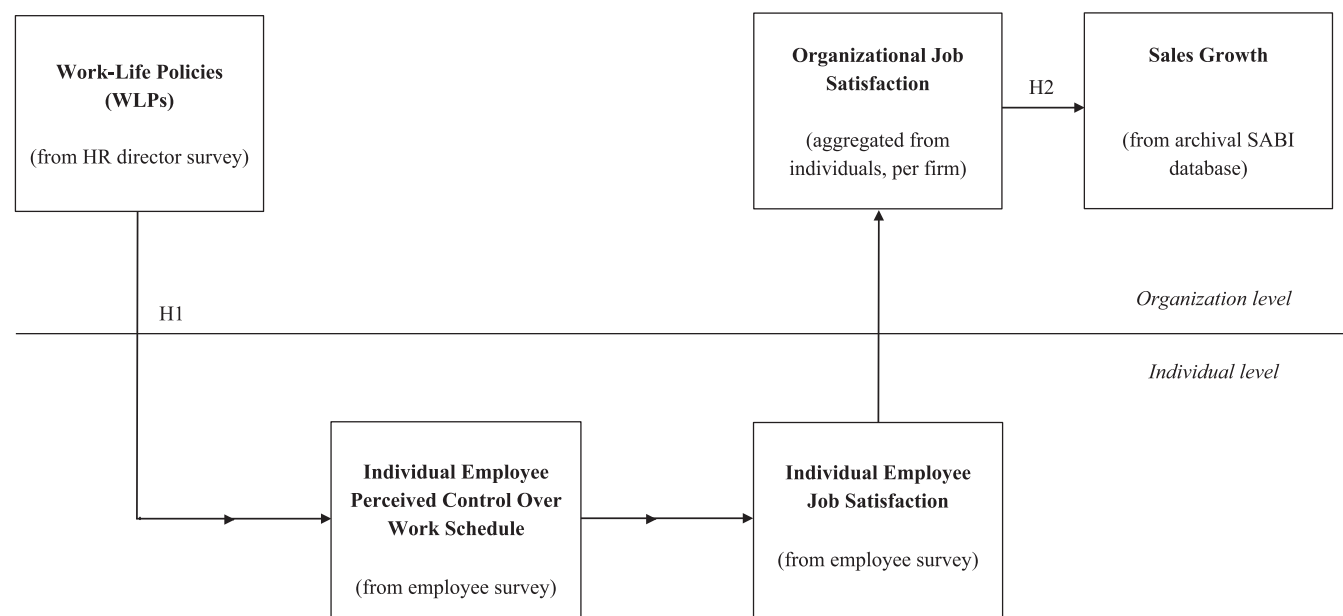 Work-Life Policies
(WLPs)
(from HR director survey)
Organizational Job
Satisfaction
(aggregated from
individuals, per firm)
H2
Sales Growth
(from archival SABI
database)
H1
Organization level
Individual level
Individual Employee
Perceived Control Over
Work Schedule
(from employee survey)
Individual Employee
Job Satisfaction
(from employee survey)